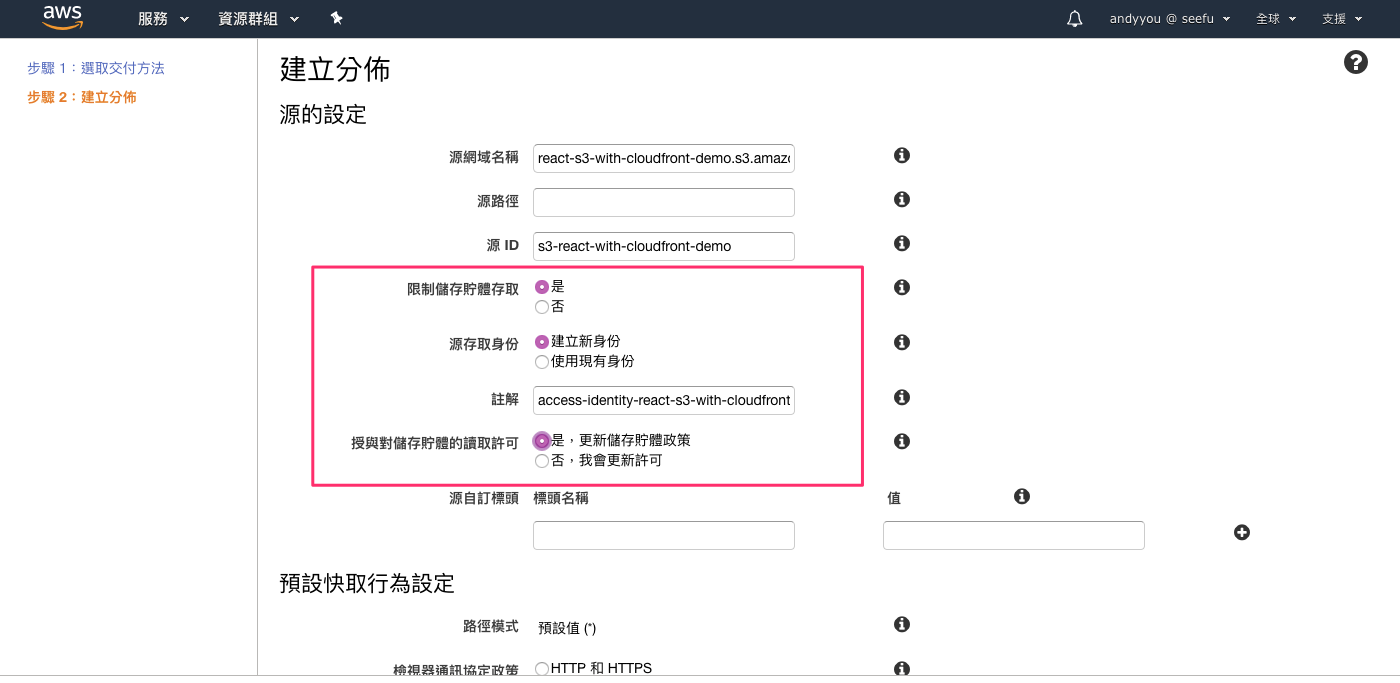 aws 服務 資源群組 andyyou @ seefu 全球 支援
步驟 1：選取交付方法
步驟 2：建立分佈
建立分佈
源的設定
源網域名稱 react-s3-with-cloudfront-demo.s3.amazo
源路徑
源 ID s3-react-with-cloudfront-demo
限制儲存貯體存取 是
否
源存取身份 建立新身份
使用現有身份
註解 access-identity-react-s3-with-cloudfront
授與對儲存貯體的讀取許可 是，更新儲存貯體政策
否，我會更新許可
源自訂標頭 標頭名稱 值
預設快取行為設定
路徑模式 預設值 (*)
檢視器通訊協定政策 HTTP 和 HTTPS